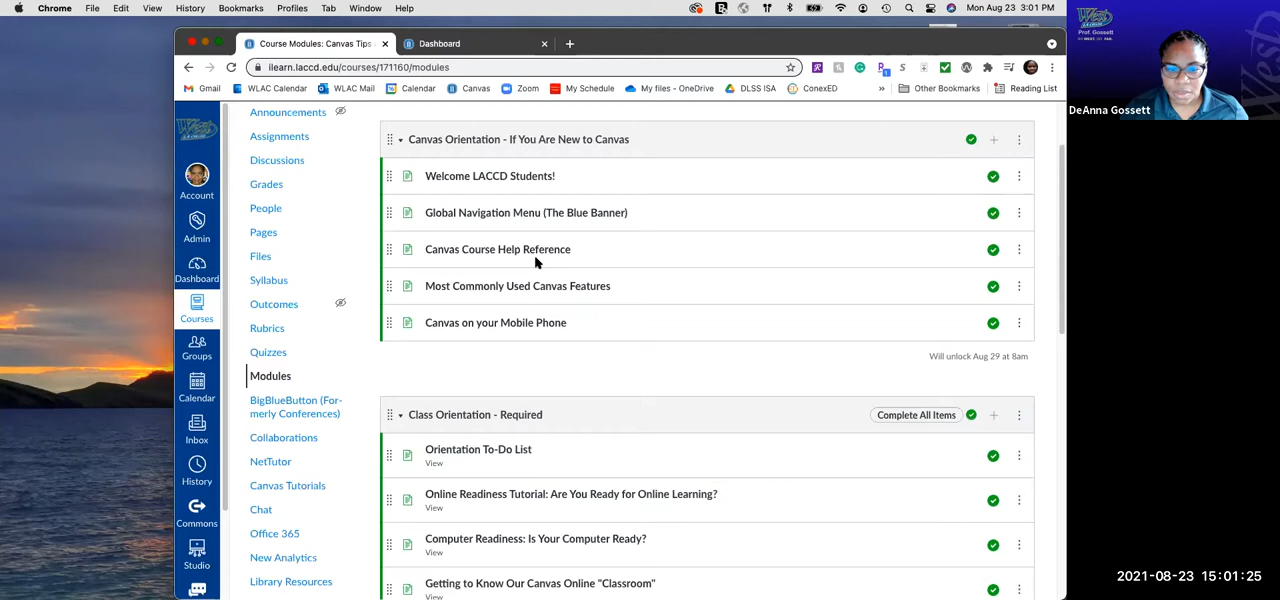 Chrome File Edit View History Bookmarks Profiles Tab Window Help
Mon Aud 23 3:01 PM
Course Modules: Canvas Tips
Dashboard
ilearn.laccd.edu/courses/171160/modules
Gmail WLAC Calendar WLAC Mail Calendar Canvas Zoom My Schedule My files - OneDrive DLSS ISA ConexED » Other Bookmarks Reading List
Account
Admin
Dashboard
Courses
Groups
Calendar
Inbox
History
Commons
Studio
Announcements
Assignments
Discussions
Grades
People
Pages
Files
Syllabus
Outcomes
Rubrics
Quizzes
Modules
BigBlueButton (For-
merly Conferences)
Collaborations
NetTutor
Canvas Tutorials
Chat
Office 365
New Analytics
Library Resources
Canvas Orientation - If You Are New to Canvas
Welcome LACCD Students!
Global Navigation Menu (The Blue Banner)
Canvas Course Help Reference
Most Commonly Used Canvas Features
Canvas on your Mobile Phone
Will unlock Aug 29 at 8am
Class Orientation - Required
Complete All Items
Orientation To-Do List
View
Online Readiness Tutorial: Are You Ready for Online Learning?
View
Computer Readiness: Is Your Computer Ready?
View
Getting to Know Our Canvas Online "Classroom"
View
West
Prof. Gossett
DeAnna Gossett
2021-08-23 15:01:25